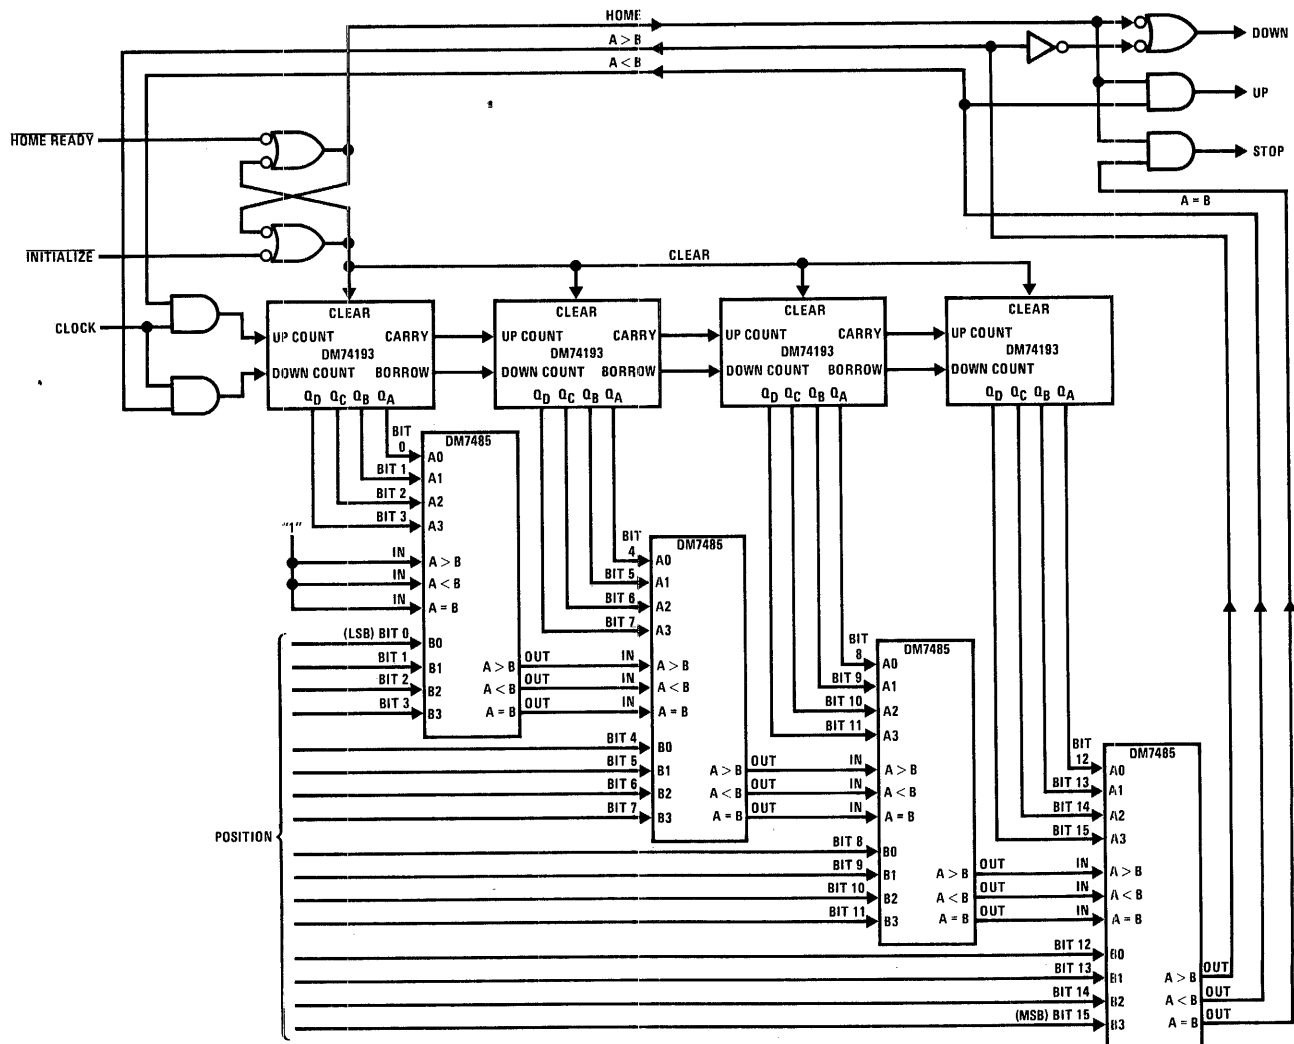 HOME
A > B
A < B
DOWN
UP
STOP
A = B
HOME READY
INITIALIZE
CLOCK
CLEAR
CLEAR
UP COUNT
CARRY
DM74193
DOWN COUNT
BORROW
QD QC QB QA
CLEAR
UP COUNT
CARRY
DM74193
DOWN COUNT
BORROW
QD QC QB QA
CLEAR
UP COUNT
CARRY
DM74193
DOWN COUNT
BORROW
QD QC QB QA
CLEAR
UP COUNT
DM74193
DOWN COUNT
QD QC QB QA
DM7485
BIT 0 A0
BIT 1 A1
BIT 2 A2
BIT 3 A3
"1"
IN A > B
IN A < B
IN A = B
(LSB) BIT 0 B0
BIT 1 B1
BIT 2 B2
BIT 3 B3
A > B OUT
A < B OUT
A = B OUT
DM7485
BIT 4 A0
BIT 5 A1
BIT 6 A2
BIT 7 A3
IN A > B
IN A < B
IN A = B
BIT 4 B0
BIT 5 B1
BIT 6 B2
BIT 7 B3
A > B OUT
A < B OUT
A = B OUT
DM7485
BIT 8 A0
BIT 9 A1
BIT 10 A2
BIT 11 A3
IN A > B
IN A < B
IN A = B
BIT 8 B0
BIT 9 B1
BIT 10 B2
BIT 11 B3
A > B OUT
A < B OUT
A = B OUT
DM7485
BIT 12 A0
BIT 13 A1
BIT 14 A2
BIT 15 A3
IN A > B
IN A < B
IN A = B
BIT 12 B0
BIT 13 B1
BIT 14 B2
(MSB) BIT 15 B3
A > B OUT
A < B OUT
A = B OUT
POSITION